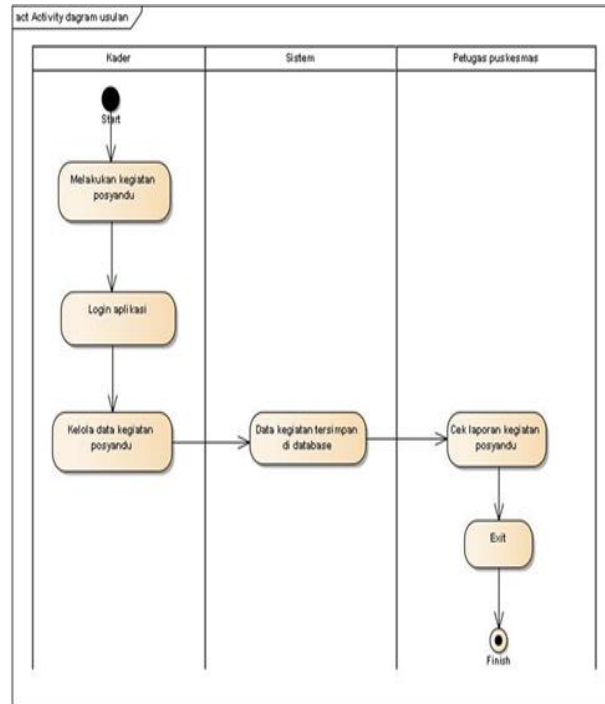 act Activity dagram usulan
Kader
Sistem
Petugas puskesmas
Start
Melakukan kegiatan
posyandu
Login aplikasi
Kelola data kegiatan
posyandu
Data kegiatan tersimpan
di database
Cek laporan kegiatan
posyandu
Exit
Finish